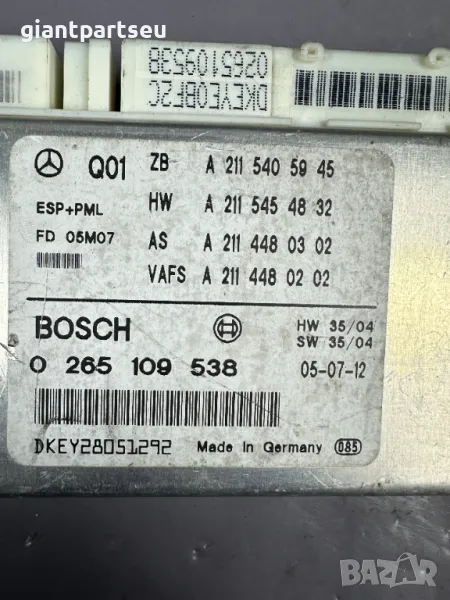 giantpartseu
0265109538
DKEYE0BF2C
Q01 ZB A 211 540 59 45
ESP+PML HW A 211 545 48 32
FD 05M07 AS A 211 448 03 02
VAFS A 211 448 02 02
BOSCH HW 35/04
SW 35/04
0 265 109 538 05-07-12
DKEY28051292 Made in Germany 085
BAZAR